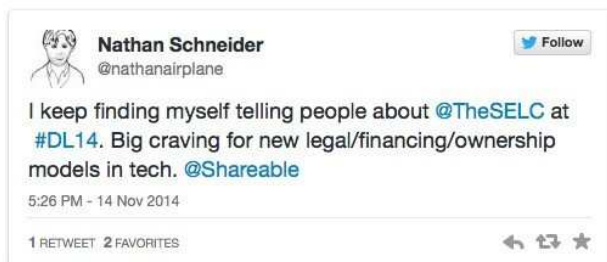 Nathan Schneider
@nathanairplane
Follow
I keep finding myself telling people about @TheSELC at
#DL14. Big craving for new legal/financing/ownership
models in tech. @Shareable
5:26 PM - 14 Nov 2014
1 RETWEET 2 FAVORITES